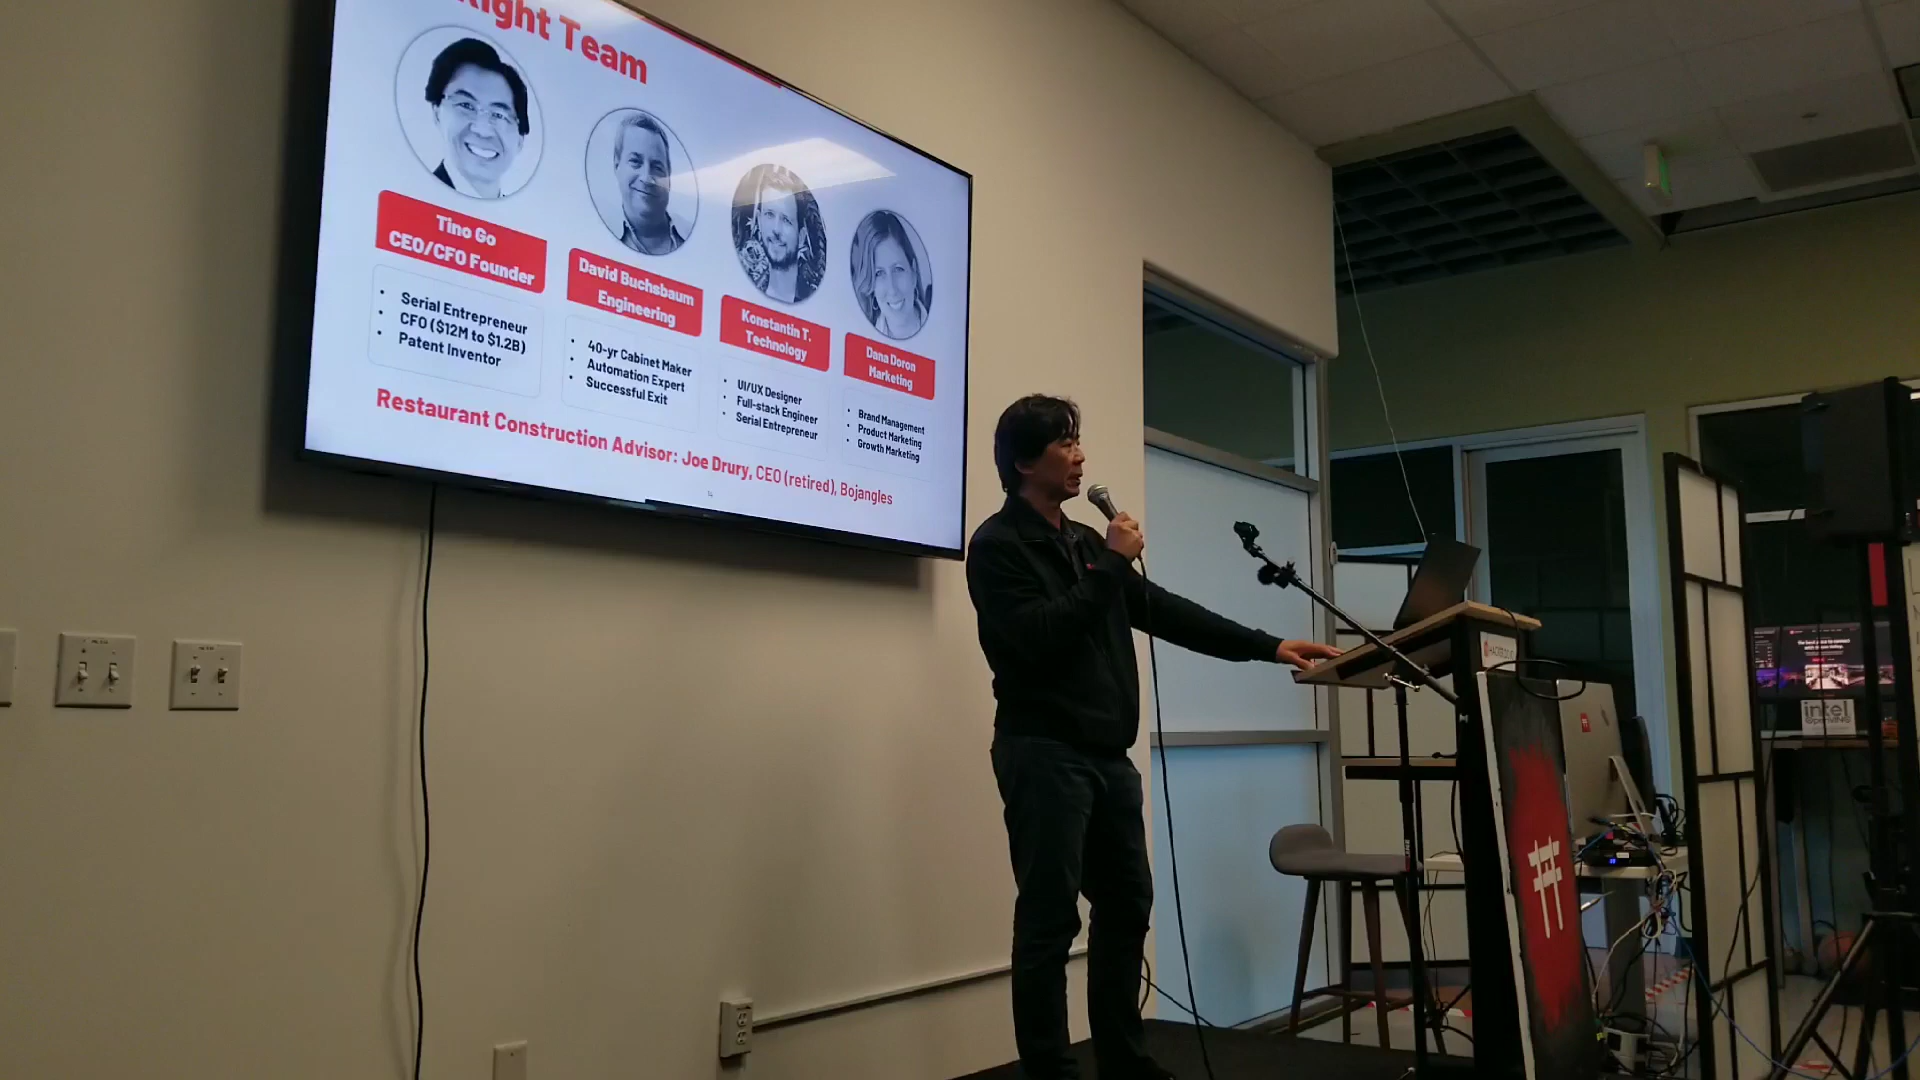 Right Team
Tino Go
CEO/CFO Founder
• Serial Entrepreneur
• CFO ($12M to $1.2B)
• Patent Inventor
David Buchsbaum
Engineering
• 40-yr Cabinet Maker
• Automation Expert
• Successful Exit
Konstantin T.
Technology
• UI/UX Designer
• Full-stack Engineer
• Serial Entrepreneur
Dana Doron
Marketing
• Brand Management
• Product Marketing
• Growth Marketing
Restaurant Construction Advisor: Joe Drury, CEO (retired), Bojangles
intel